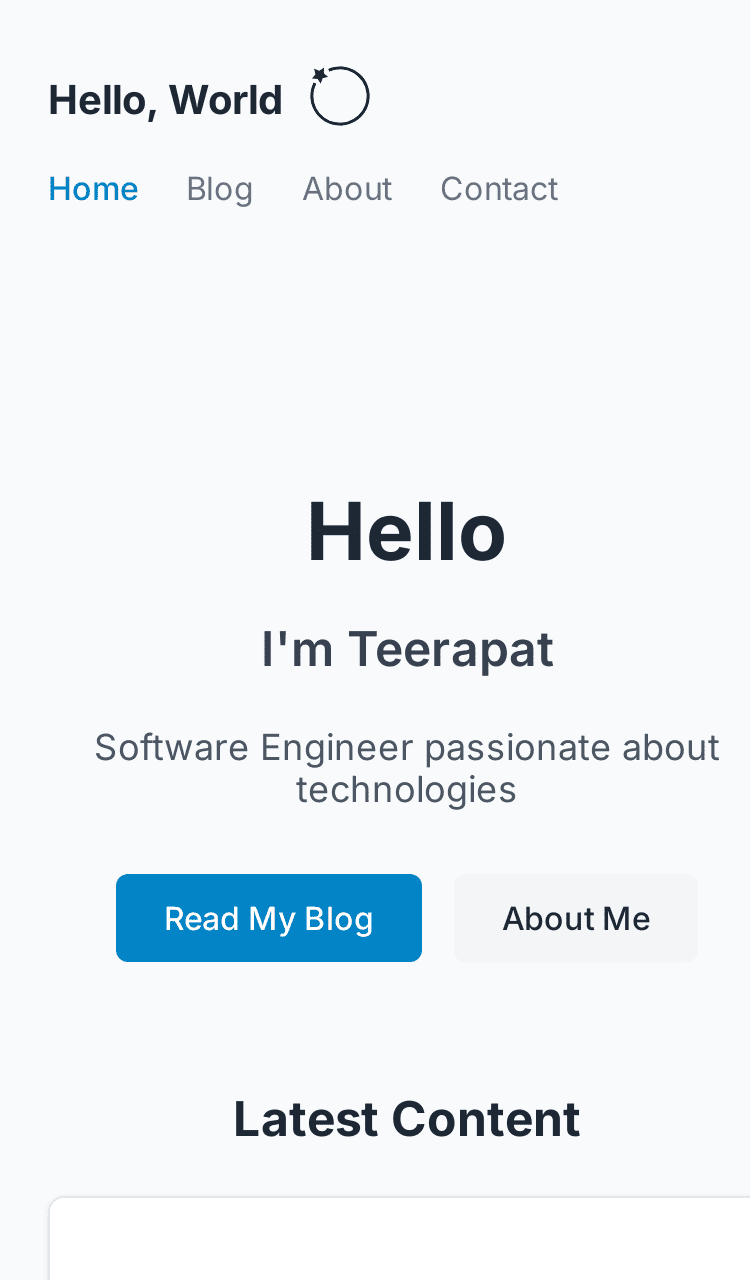 Hello, World
Home Blog About Contact
Hello
I'm Teerapat
Software Engineer passionate about
technologies
Read My Blog About Me
Latest Content